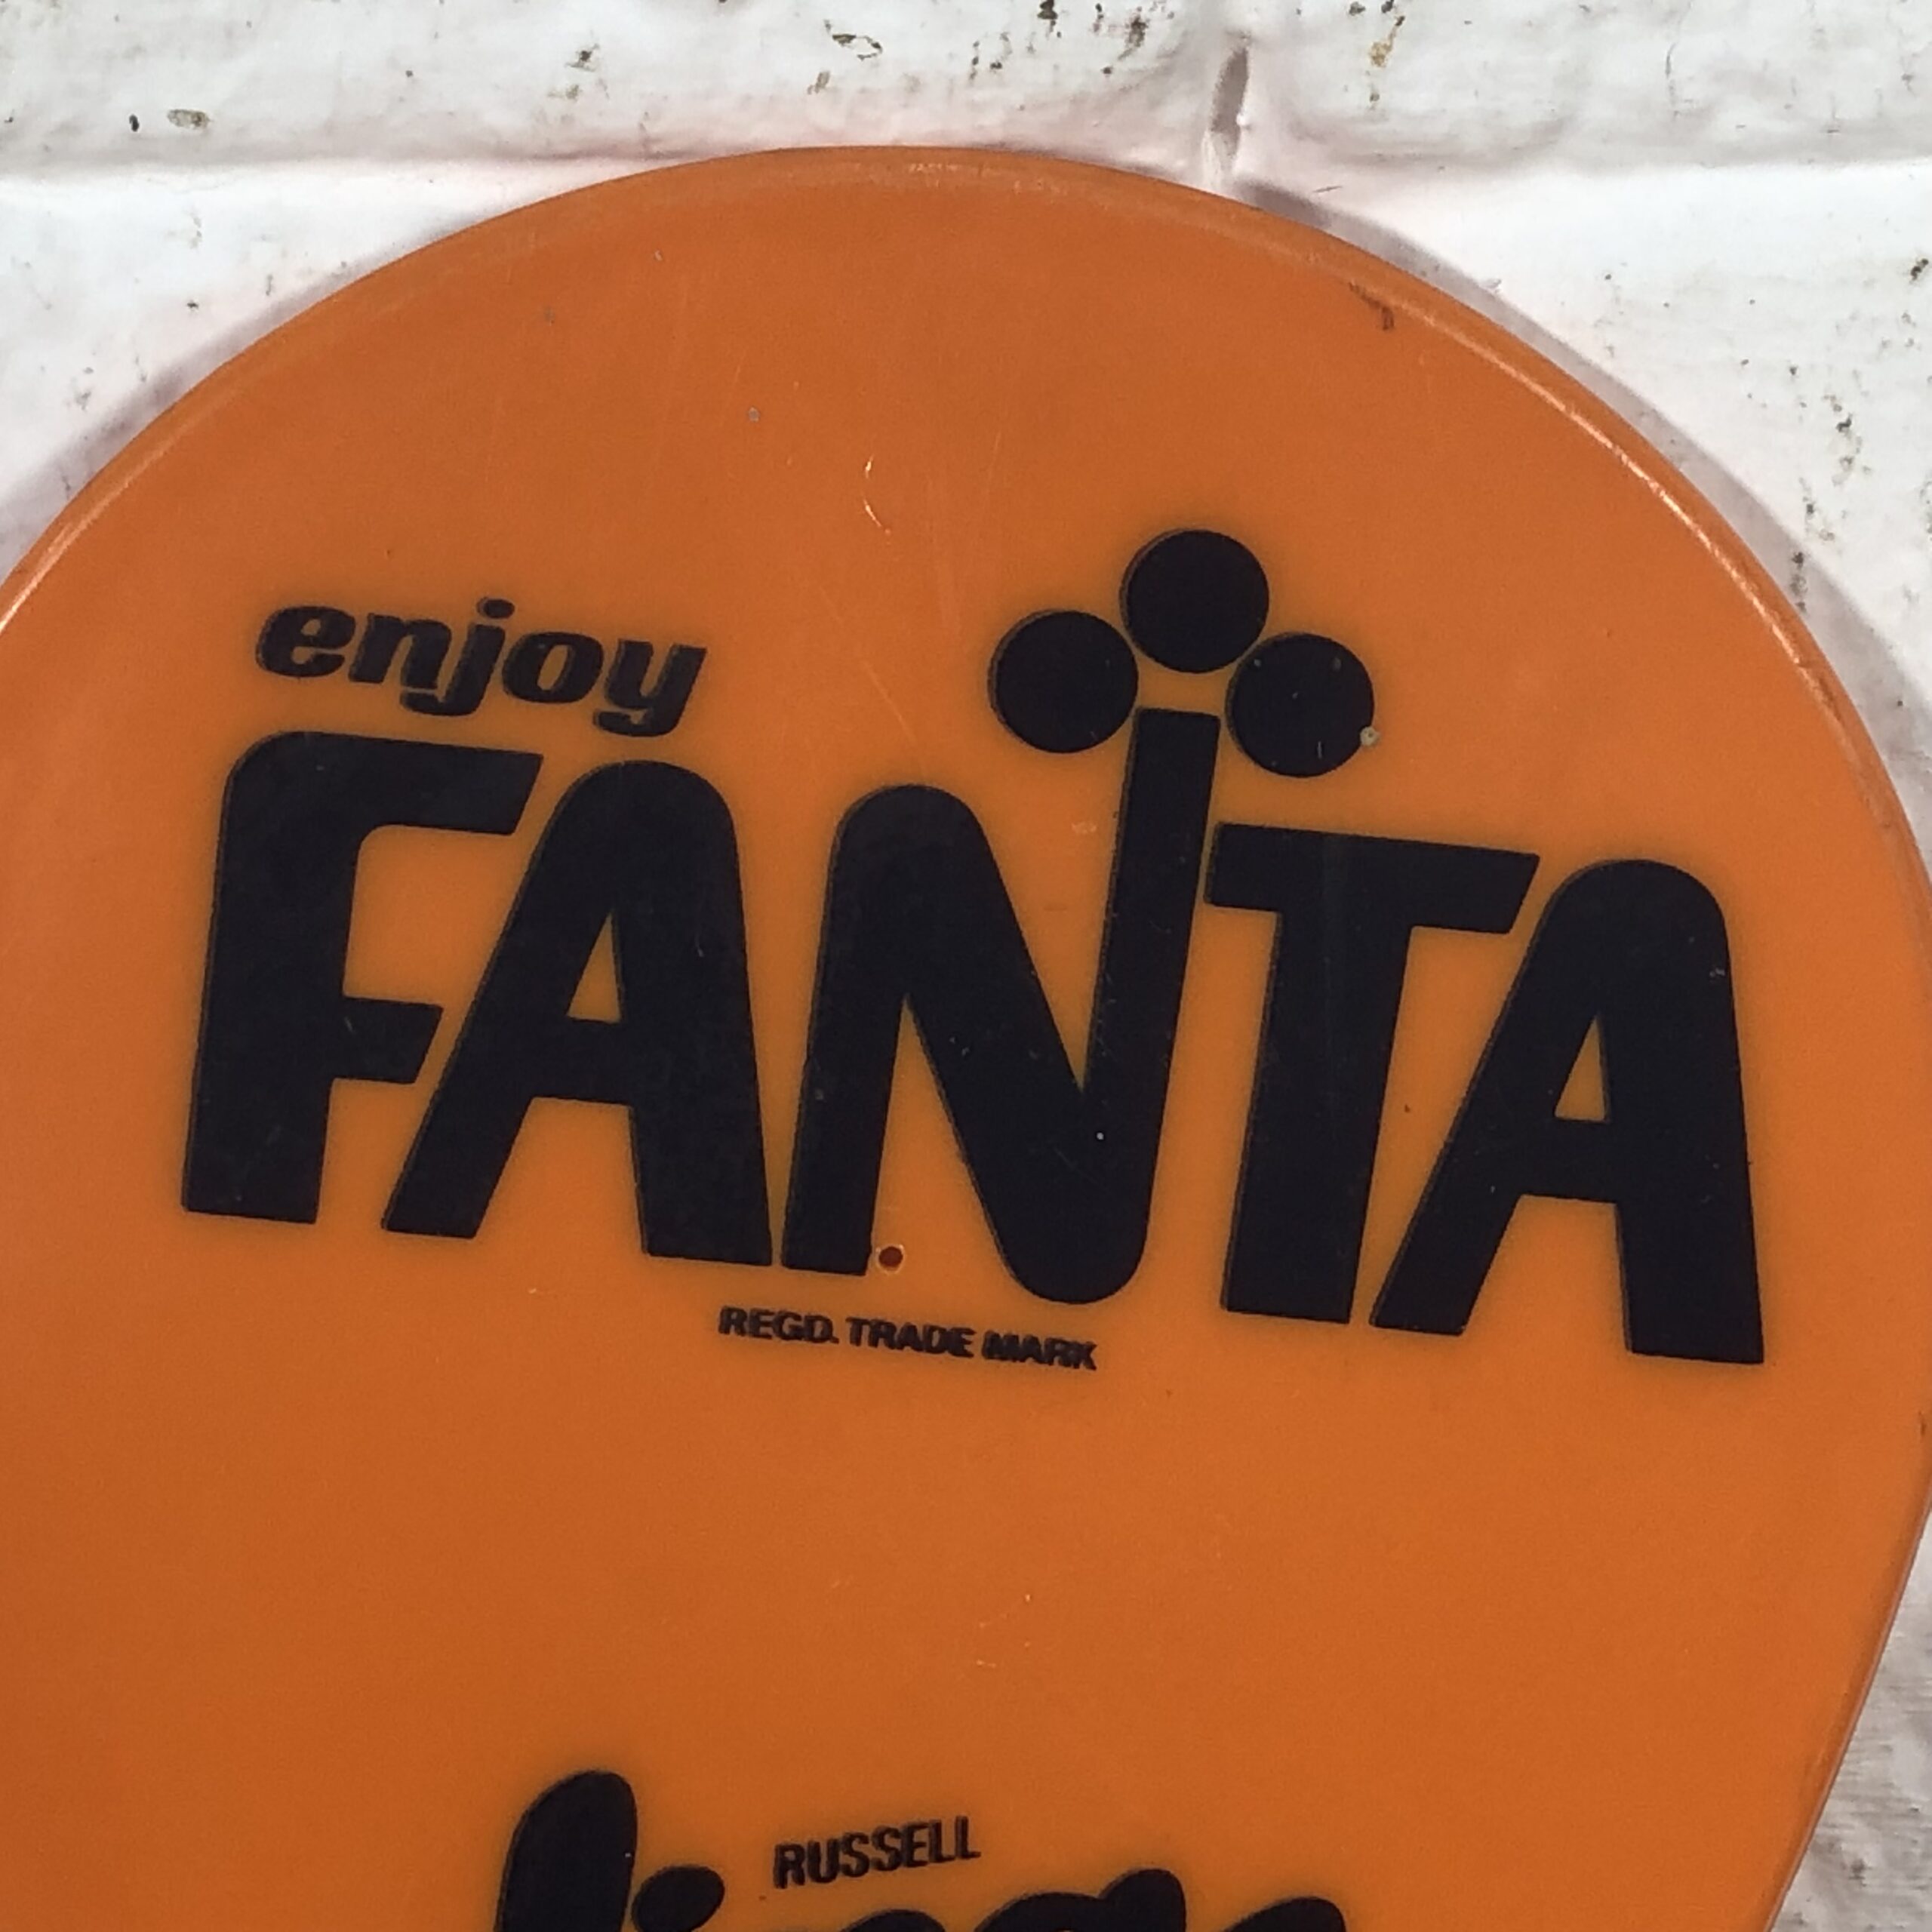 enjoy
FANTA
REGD. TRADE MARK
RUSSELL